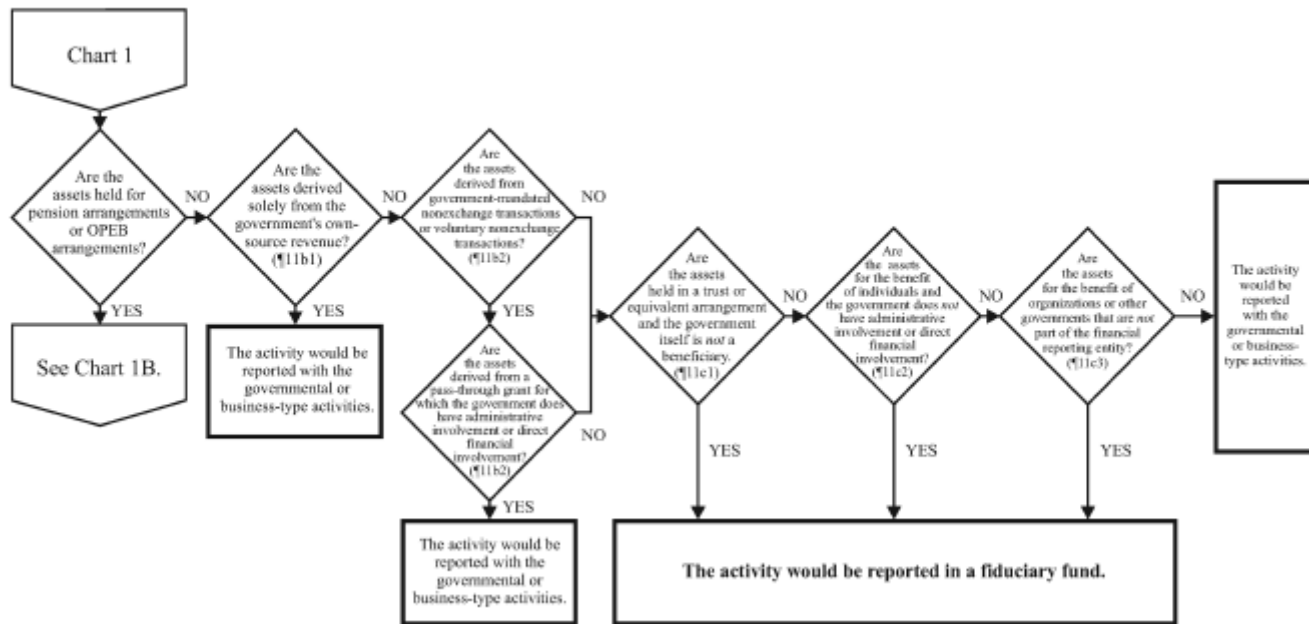 Chart 1
Are the
assets held for
pension arrangements
or OPEB
arrangements?
NO
YES
See Chart 1B.
Are the
assets derived
solely from the
government's own-
source revenue?
(¶11b1)
NO
YES
The activity would be
reported with the
governmental or
business-type activities.
Are
the assets
derived from
government-mandated
nonexchange transactions
or voluntary nonexchange
transactions?
(¶11b2)
NO
YES
Are
the assets
derived from a
pass-through grant for
which the government does
have administrative
involvement or direct
financial
involvement?
(¶11b2)
NO
YES
The activity would be
reported with the
governmental or
business-type activities.
Are
the assets
held in a trust or
equivalent arrangement
and the government
itself is not a
beneficiary.
(¶11c1)
NO
YES
Are
the assets
for the benefit
of individuals and
the government does not
have administrative
involvement or direct
financial
involvement?
(¶11c2)
NO
YES
Are
the assets
for the benefit of
organizations or other
governments that are not
part of the financial
reporting entity?
(¶11c3)
NO
YES
The activity
would be
reported
with the
governmental
or business-
type activities.
The activity would be reported in a fiduciary fund.